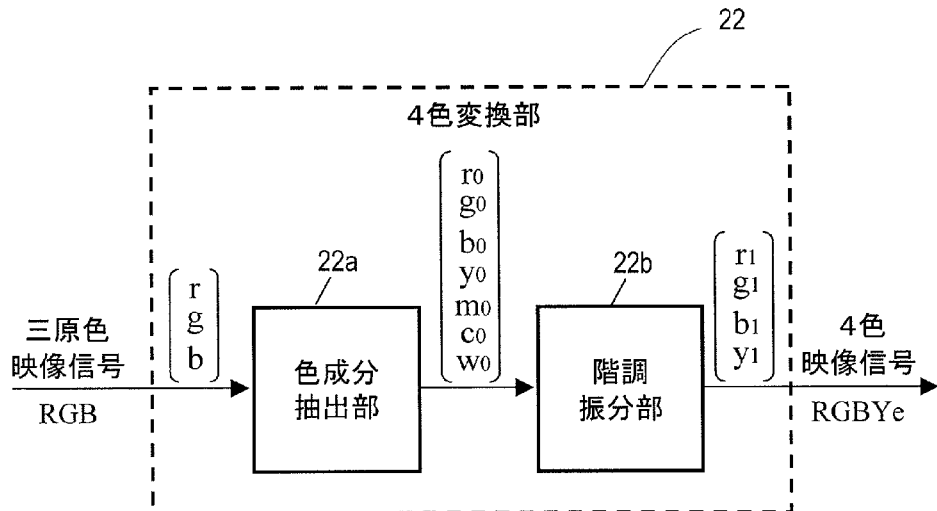 22
4色変換部
r0
g0
b0
y0
m0
c0
w0
22a
22b
r
g
b
r1
g1
b1
y1
三原色
映像信号
RGB
色成分
抽出部
階調
振分部
4色
映像信号
RGBYe